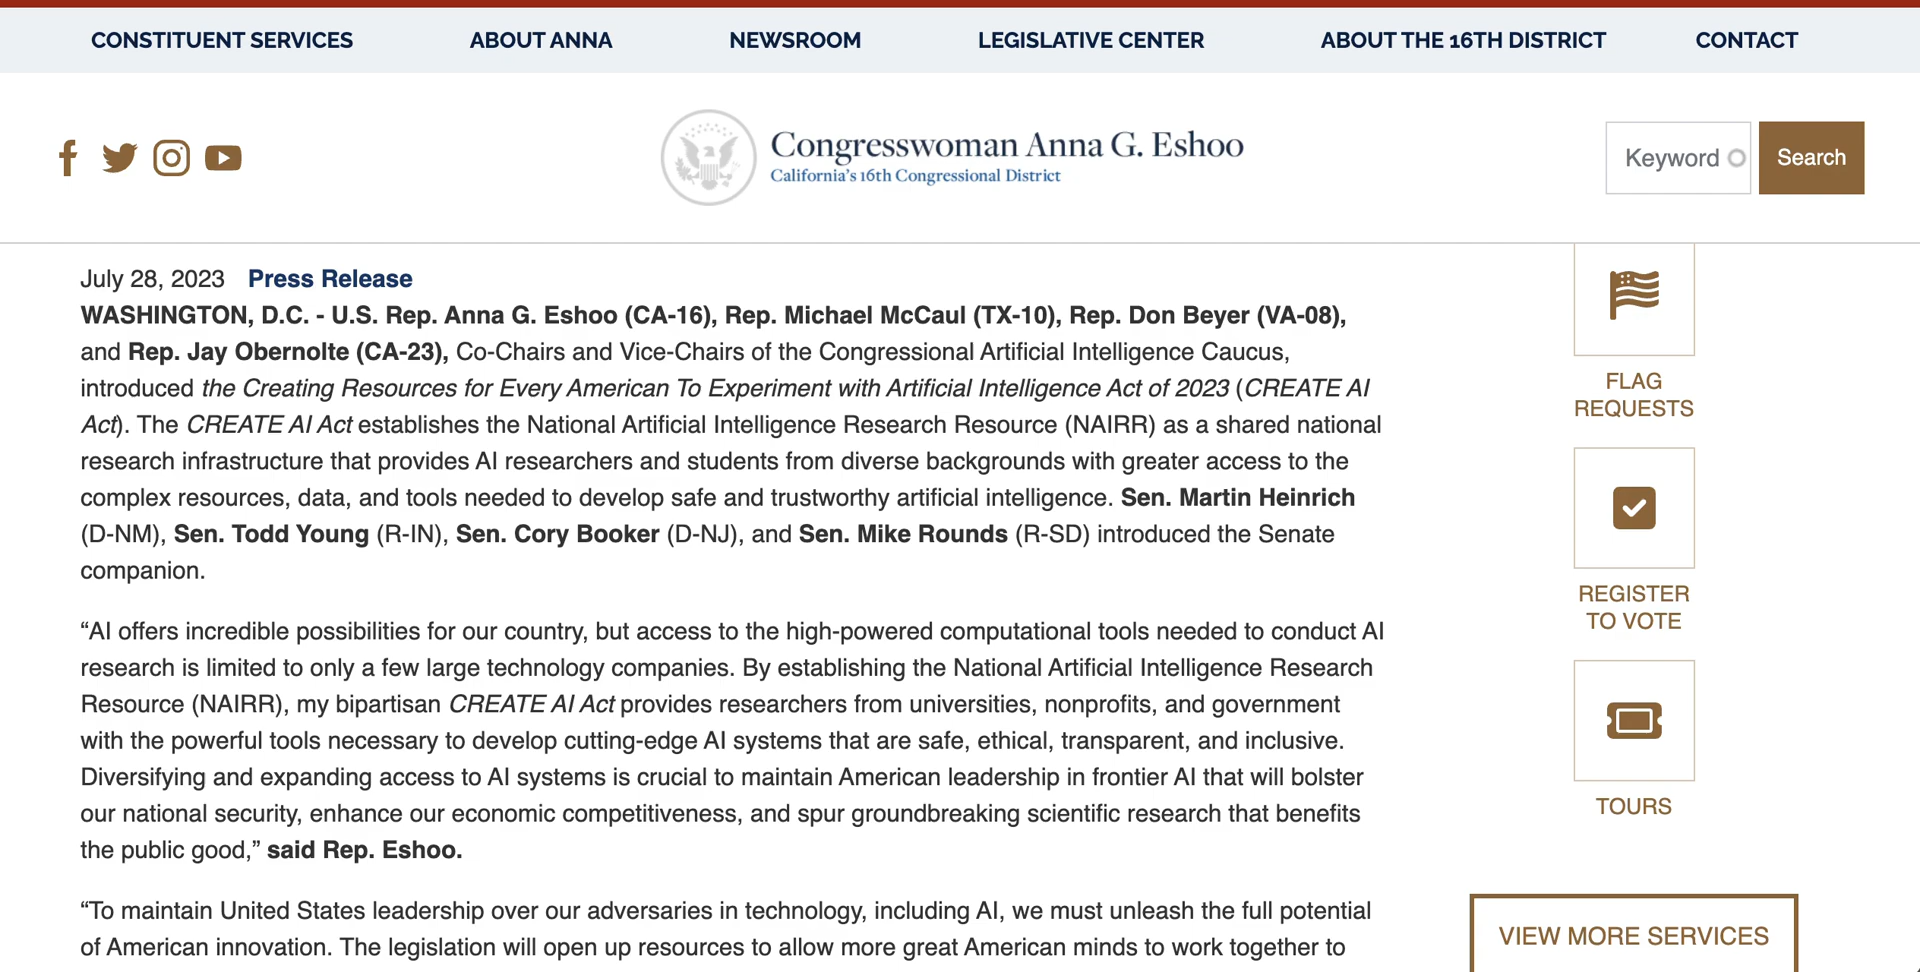 CONSTITUENT SERVICES
ABOUT ANNA
NEWSROOM
LEGISLATIVE CENTER
ABOUT THE 16TH DISTRICT
CONTACT
Congresswoman Anna G. Eshoo
California's 16th Congressional District
Keyword
Search
July 28, 2023 Press Release
WASHINGTON, D.C. - U.S. Rep. Anna G. Eshoo (CA-16), Rep. Michael McCaul (TX-10), Rep. Don Beyer (VA-08),
and Rep. Jay Obernolte (CA-23), Co-Chairs and Vice-Chairs of the Congressional Artificial Intelligence Caucus,
introduced the Creating Resources for Every American To Experiment with Artificial Intelligence Act of 2023 (CREATE AI
Act). The CREATE AI Act establishes the National Artificial Intelligence Research Resource (NAIRR) as a shared national
research infrastructure that provides AI researchers and students from diverse backgrounds with greater access to the
complex resources, data, and tools needed to develop safe and trustworthy artificial intelligence. Sen. Martin Heinrich
(D-NM), Sen. Todd Young (R-IN), Sen. Cory Booker (D-NJ), and Sen. Mike Rounds (R-SD) introduced the Senate
companion.
“AI offers incredible possibilities for our country, but access to the high-powered computational tools needed to conduct AI
research is limited to only a few large technology companies. By establishing the National Artificial Intelligence Research
Resource (NAIRR), my bipartisan CREATE AI Act provides researchers from universities, nonprofits, and government
with the powerful tools necessary to develop cutting-edge AI systems that are safe, ethical, transparent, and inclusive.
Diversifying and expanding access to AI systems is crucial to maintain American leadership in frontier AI that will bolster
our national security, enhance our economic competitiveness, and spur groundbreaking scientific research that benefits
the public good,” said Rep. Eshoo.
“To maintain United States leadership over our adversaries in technology, including AI, we must unleash the full potential
of American innovation. The legislation will open up resources to allow more great American minds to work together to
FLAG
REQUESTS
REGISTER
TO VOTE
TOURS
VIEW MORE SERVICES